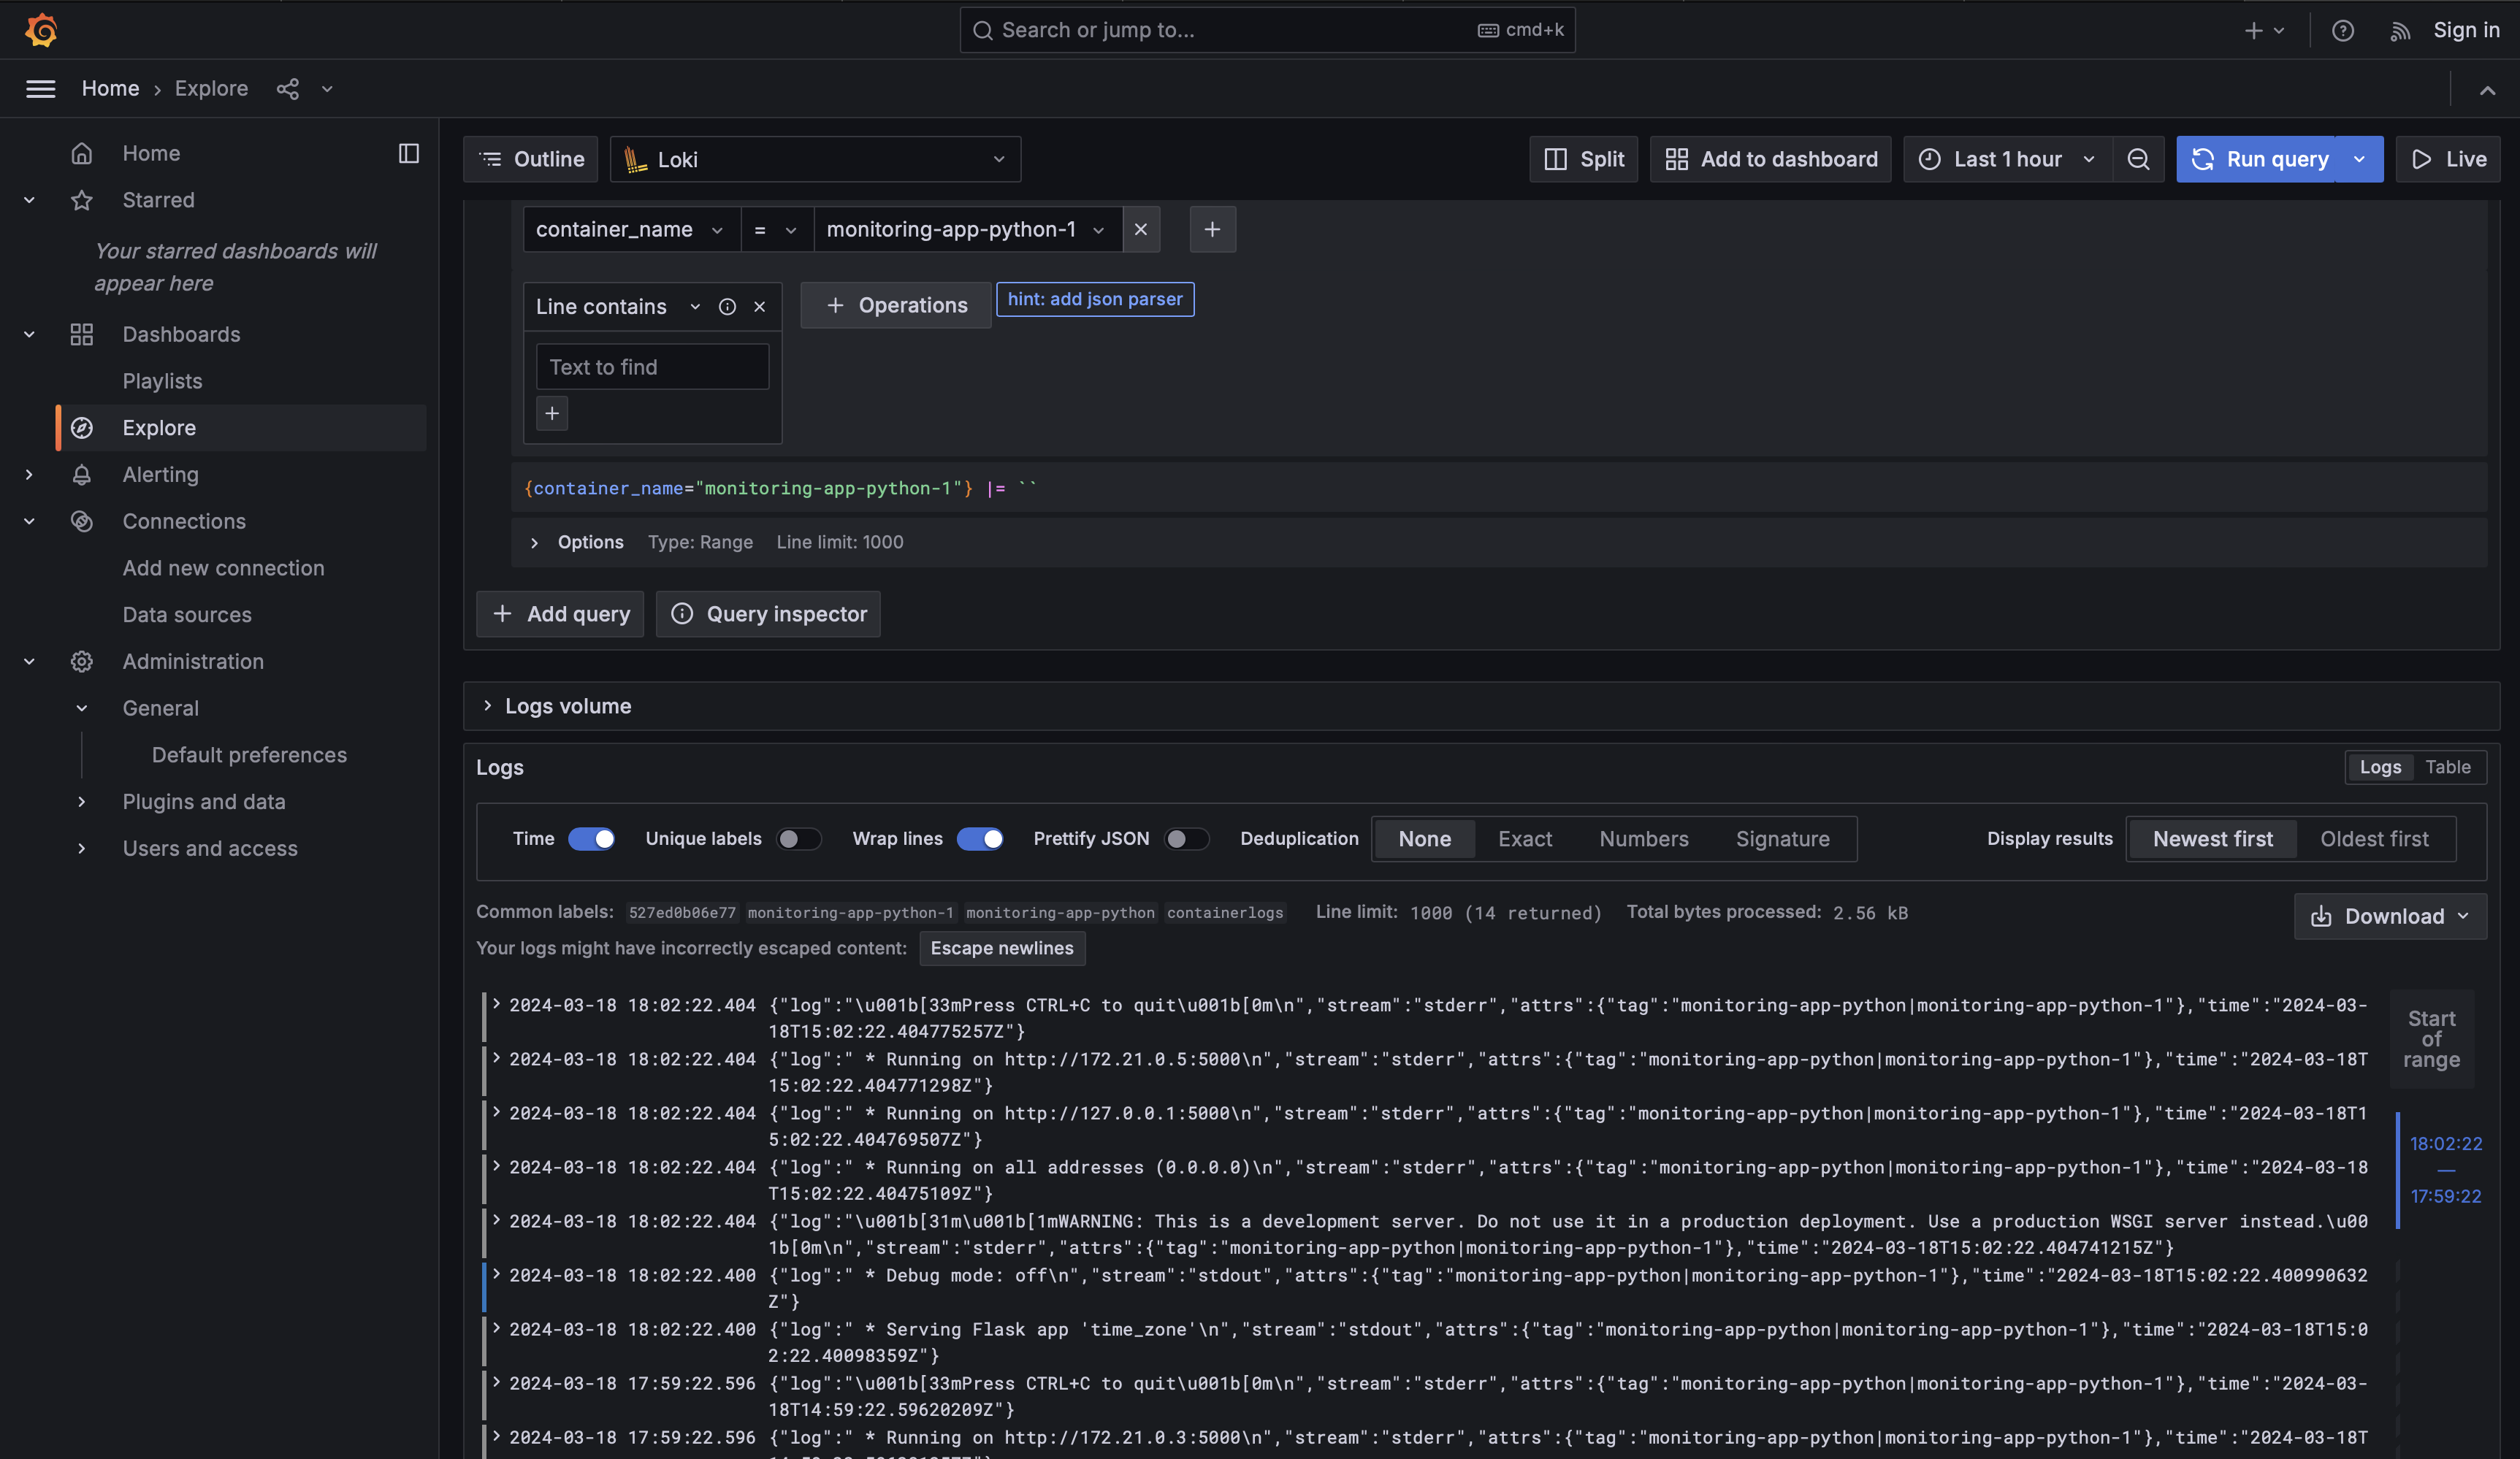 Search or jump to...
cmd+k
Sign in
Home › Explore
Home
Starred
Your starred dashboards will
appear here
Dashboards
Playlists
Explore
Alerting
Connections
Add new connection
Data sources
Administration
General
Default preferences
Plugins and data
Users and access
Outline
Loki
Split
Add to dashboard
Last 1 hour
Run query
Live
container_name
=
monitoring-app-python-1
Line contains
Operations
hint: add json parser
Text to find
{container_name="monitoring-app-python-1"} |= ``
Options Type: Range Line limit: 1000
Add query
Query inspector
Logs volume
Logs
Logs Table
Time
Unique labels
Wrap lines
Prettify JSON
Deduplication
None Exact Numbers Signature
Display results
Newest first Oldest first
Common labels: 527ed0b06e77 monitoring-app-python-1 monitoring-app-python containerlogs Line limit: 1000 (14 returned) Total bytes processed: 2.56 kB
Download
Your logs might have incorrectly escaped content: Escape newlines
2024-03-18 18:02:22.404 {"log":"\u001b[33mPress CTRL+C to quit\u001b[0m\n","stream":"stderr","attrs":{"tag":"monitoring-app-python|monitoring-app-python-1"},"time":"2024-03-
18T15:02:22.404775257Z"}
2024-03-18 18:02:22.404 {"log":" * Running on http://172.21.0.5:5000\n","stream":"stderr","attrs":{"tag":"monitoring-app-python|monitoring-app-python-1"},"time":"2024-03-18T
15:02:22.404771298Z"}
2024-03-18 18:02:22.404 {"log":" * Running on http://127.0.0.1:5000\n","stream":"stderr","attrs":{"tag":"monitoring-app-python|monitoring-app-python-1"},"time":"2024-03-18T1
5:02:22.404769507Z"}
2024-03-18 18:02:22.404 {"log":" * Running on all addresses (0.0.0.0)\n","stream":"stderr","attrs":{"tag":"monitoring-app-python|monitoring-app-python-1"},"time":"2024-03-18
T15:02:22.40475109Z"}
2024-03-18 18:02:22.404 {"log":"\u001b[31m\u001b[1mWARNING: This is a development server. Do not use it in a production deployment. Use a production WSGI server instead.\u00
1b[0m\n","stream":"stderr","attrs":{"tag":"monitoring-app-python|monitoring-app-python-1"},"time":"2024-03-18T15:02:22.404741215Z"}
2024-03-18 18:02:22.400 {"log":" * Debug mode: off\n","stream":"stdout","attrs":{"tag":"monitoring-app-python|monitoring-app-python-1"},"time":"2024-03-18T15:02:22.400990632
Z"}
2024-03-18 18:02:22.400 {"log":" * Serving Flask app 'time_zone'\n","stream":"stdout","attrs":{"tag":"monitoring-app-python|monitoring-app-python-1"},"time":"2024-03-18T15:0
2:22.40098359Z"}
2024-03-18 17:59:22.596 {"log":"\u001b[33mPress CTRL+C to quit\u001b[0m\n","stream":"stderr","attrs":{"tag":"monitoring-app-python|monitoring-app-python-1"},"time":"2024-03-
18T14:59:22.59620209Z"}
2024-03-18 17:59:22.596 {"log":" * Running on http://172.21.0.3:5000\n","stream":"stderr","attrs":{"tag":"monitoring-app-python|monitoring-app-python-1"},"time":"2024-03-18T
Start
of
range
18:02:22
—
17:59:22